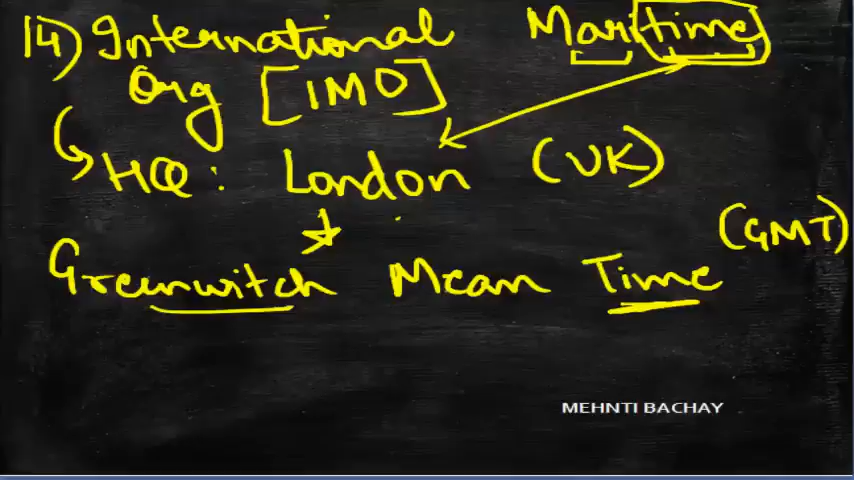 14) International Maritime
Org [IMO]
HQ: London (UK)
Greenwitch Mean Time (GMT)
MEHNTI BACHAY